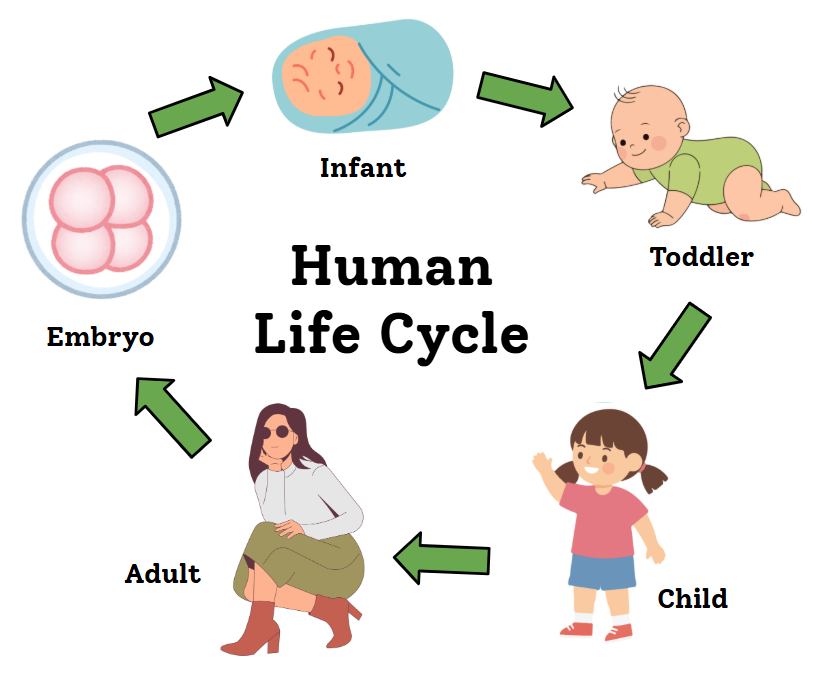 Human
Life Cycle
Embryo
Infant
Toddler
Child
Adult